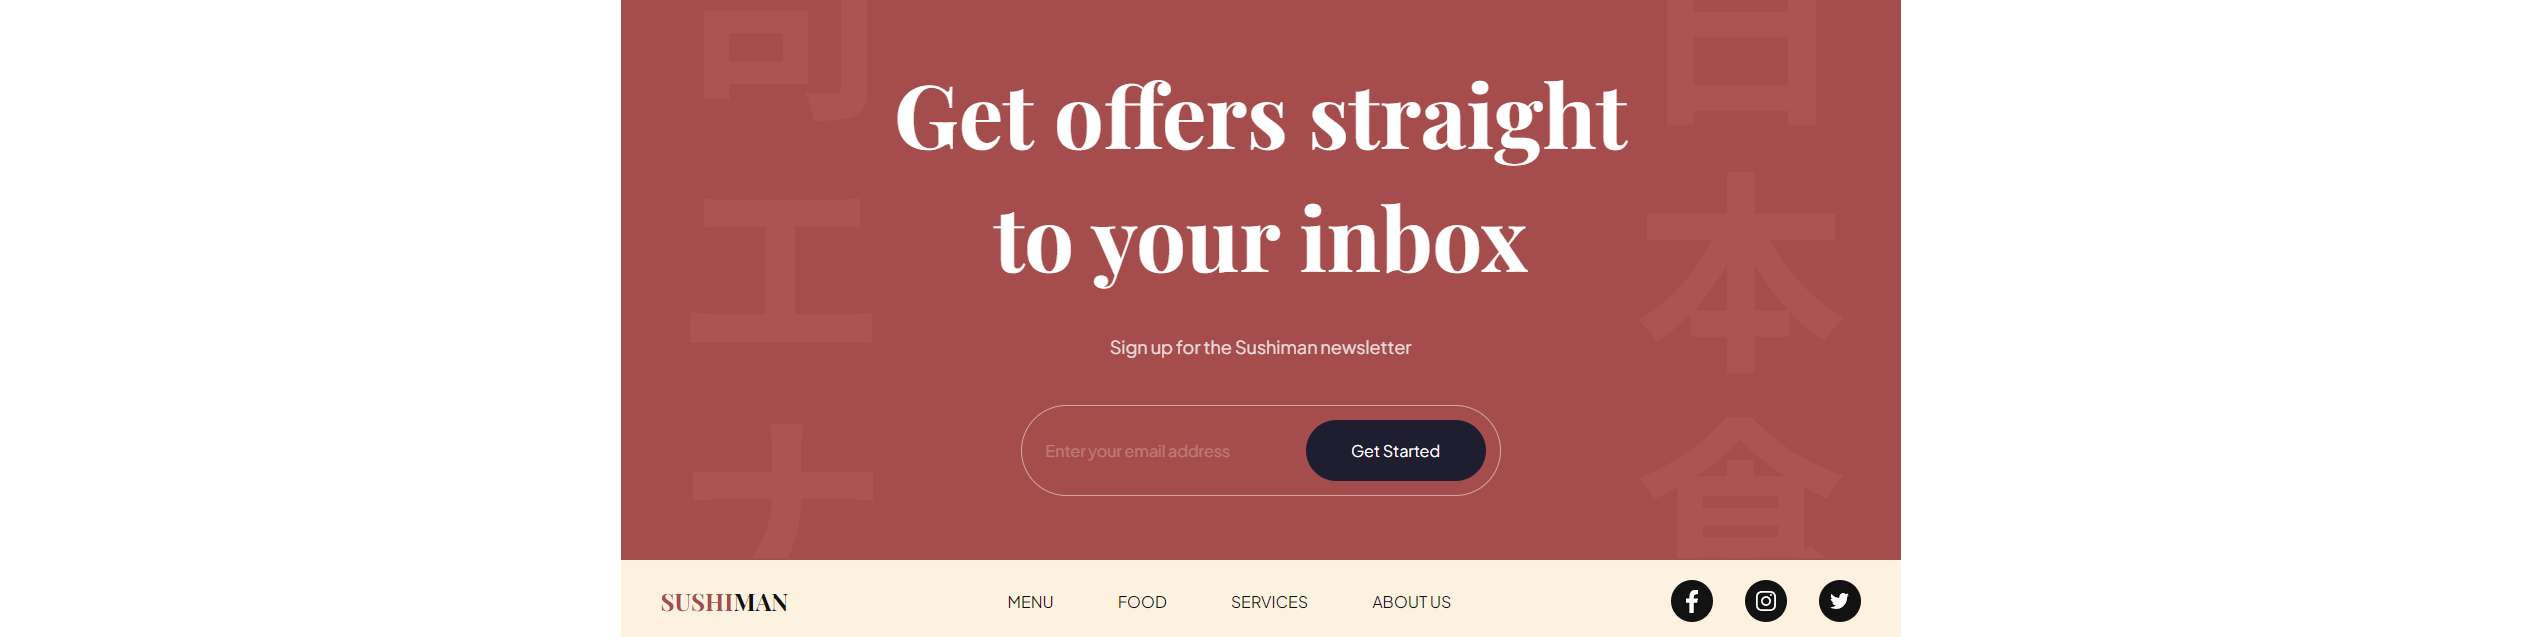 Get offers straight
to your inbox
Sign up for the Sushiman newsletter
Enter your email address
Get Started
工
ナ
日
本
食
SUSHIMAN
MENU
FOOD
SERVICES
ABOUT US